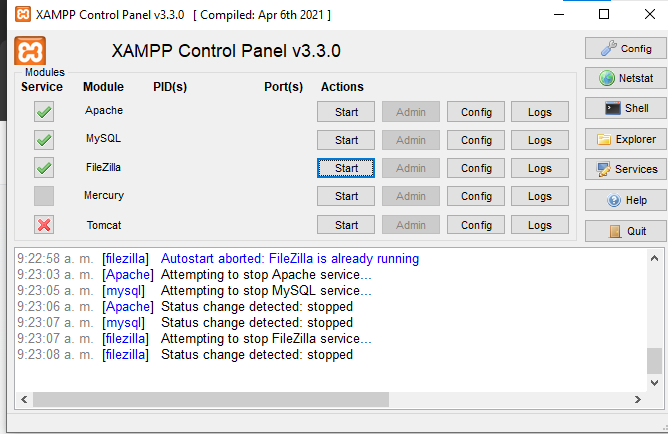 XAMPP Control Panel v3.3.0 [ Compiled: Apr 6th 2021 ]
XAMPP Control Panel v3.3.0
Config
Modules
Service Module PID(s) Port(s) Actions
Netstat
Apache Start Admin Config Logs
Shell
MySQL Start Admin Config Logs
Explorer
FileZilla Start Admin Config Logs
Services
Mercury Start Admin Config Logs
Help
Tomcat Start Admin Config Logs
Quit
9:22:58 a. m. [filezilla] Autostart aborted: FileZilla is already running
9:23:03 a. m. [Apache] Attempting to stop Apache service...
9:23:05 a. m. [mysql] Attempting to stop MySQL service...
9:23:06 a. m. [Apache] Status change detected: stopped
9:23:07 a. m. [mysql] Status change detected: stopped
9:23:07 a. m. [filezilla] Attempting to stop FileZilla service...
9:23:08 a. m. [filezilla] Status change detected: stopped